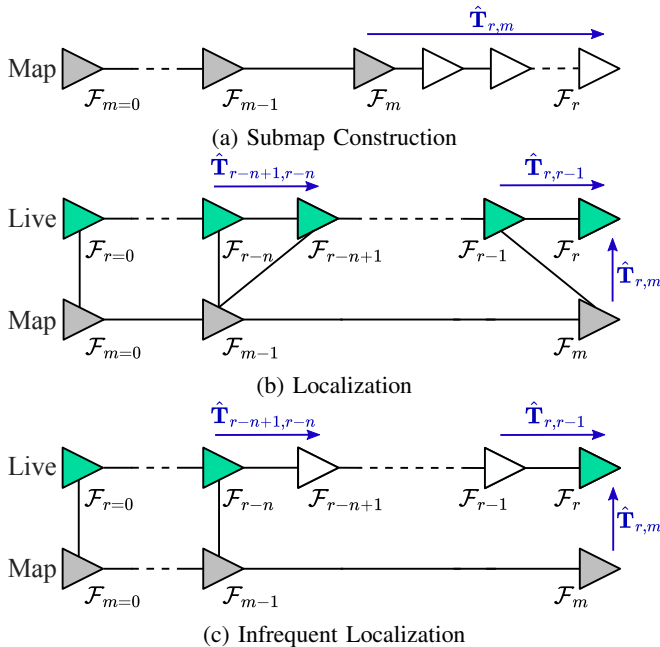 T̂_{r,m}
Map
F_{m=0} F_{m−1} F_m F_r
(a) Submap Construction
T̂_{r−n+1,r−n} T̂_{r,r−1}
Live
F_{r=0} F_{r−n} F_{r−n+1} F_{r−1} F_r
T̂_{r,m}
Map
F_{m=0} F_{m−1} F_m
(b) Localization
T̂_{r−n+1,r−n} T̂_{r,r−1}
Live
F_{r=0} F_{r−n} F_{r−n+1} F_{r−1} F_r
T̂_{r,m}
Map
F_{m=0} F_{m−1} F_m
(c) Infrequent Localization